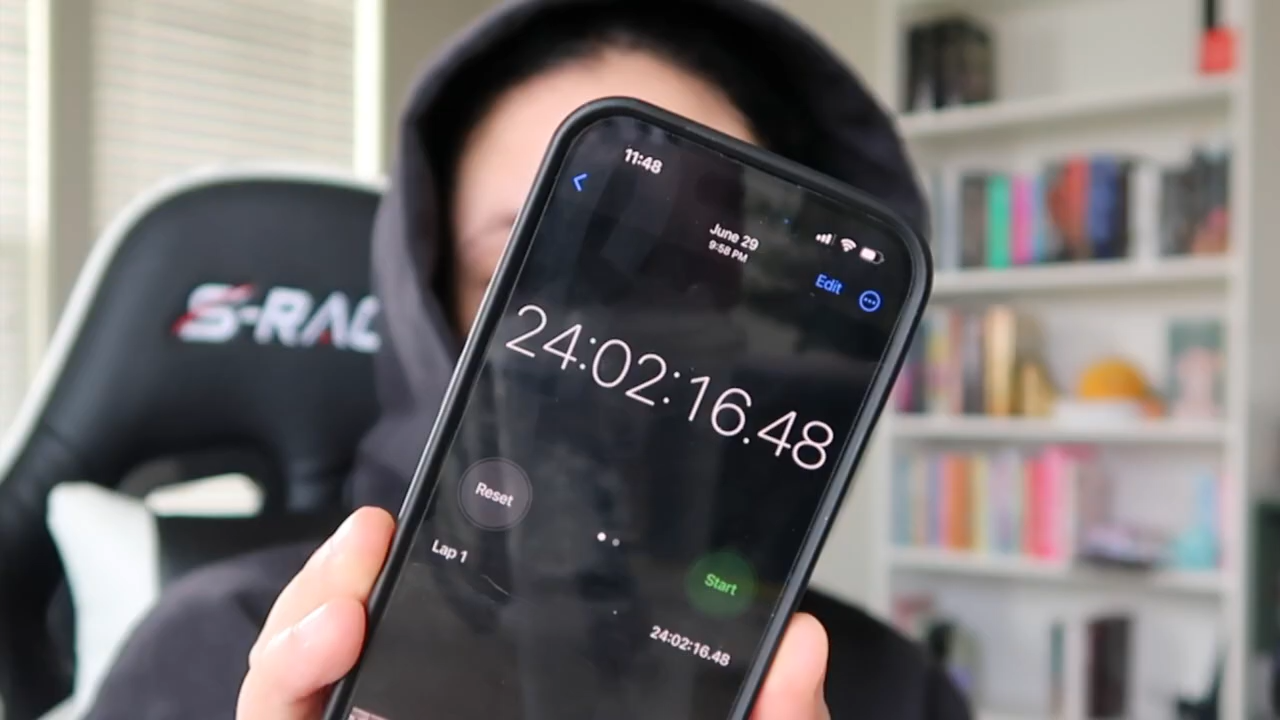 11:48
June 29
9:58 PM
Edit
24:02:16.48
Reset
Start
Lap 1
24:02:16.48
S-RAC